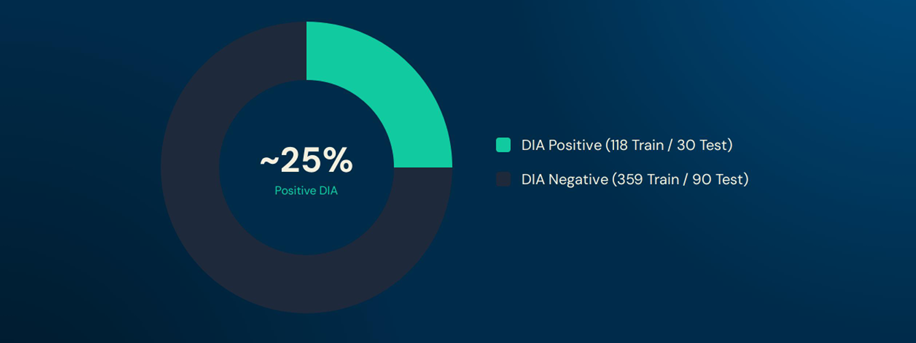 ~25%
Positive DIA
DIA Positive (118 Train / 30 Test)
DIA Negative (359 Train / 90 Test)